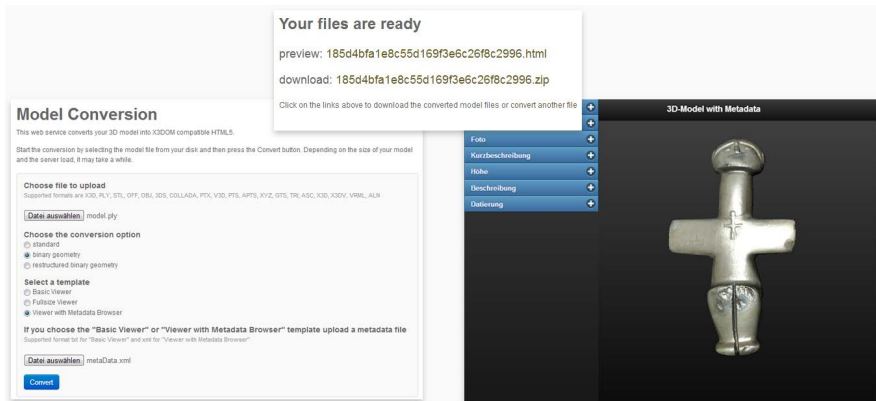 Your files are ready
preview: 185d4bfa1e8c55d169f3e6c26f8c2996.html
download: 185d4bfa1e8c55d169f3e6c26f8c2996.zip
Click on the links above to download the converted model files or convert another file
Model Conversion
This web service converts your 3D model into X3DOM compatible HTML5.
Start the conversion by selecting the model file from your disk and then press the Convert button. Depending on the size of your model
and the server load, it may take a while.
Choose file to upload
Supported formats are X3D, PLY, STL, OFF, OBJ, 3DS, COLLADA, PTX, V3D, PTS, APTS, XYZ, GTS, TRI, ASC, X3D, X3DV, VRML, ALN
Datei auswählen model.ply
Choose the conversion option
standard
binary geometry
restructured binary geometry
Select a template
Basic Viewer
Fullsize Viewer
Viewer with Metadata Browser
If you choose the "Basic Viewer" or "Viewer with Metadata Browser" template upload a metadata file
Supported format txt for "Basic Viewer" and xml for "Viewer with Metadata Browser"
Datei auswählen metaData.xml
Convert
3D-Model with Metadata
Foto
Kurzbeschreibung
Höhe
Beschreibung
Datierung